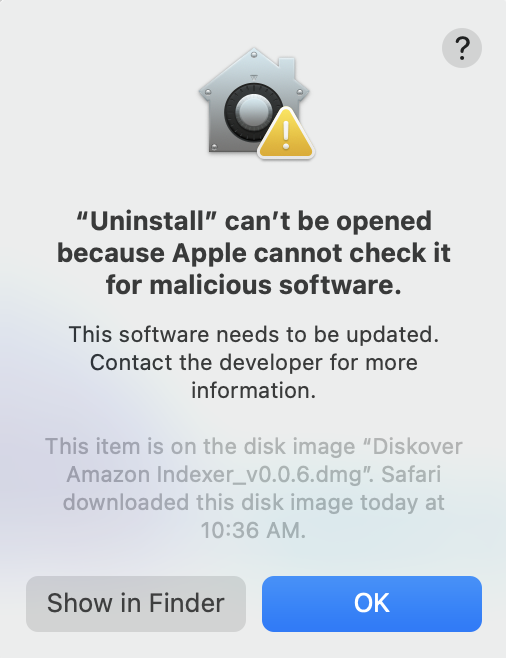 ?
“Uninstall” can’t be opened
because Apple cannot check it
for malicious software.
This software needs to be updated.
Contact the developer for more
information.
This item is on the disk image “Diskover
Amazon Indexer_v0.0.6.dmg”. Safari
downloaded this disk image today at
10:36 AM.
Show in Finder
OK